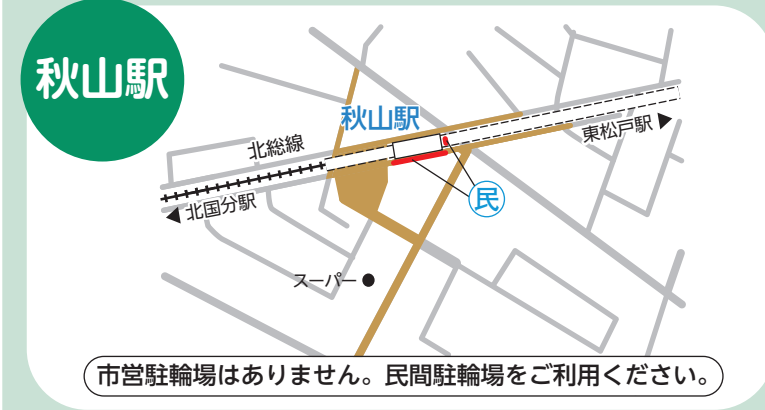 秋山駅
秋山駅
北総線
東松戸駅 ▶
◀ 北国分駅
民
スーパー ●
市営駐輪場はありません。民間駐輪場をご利用ください。